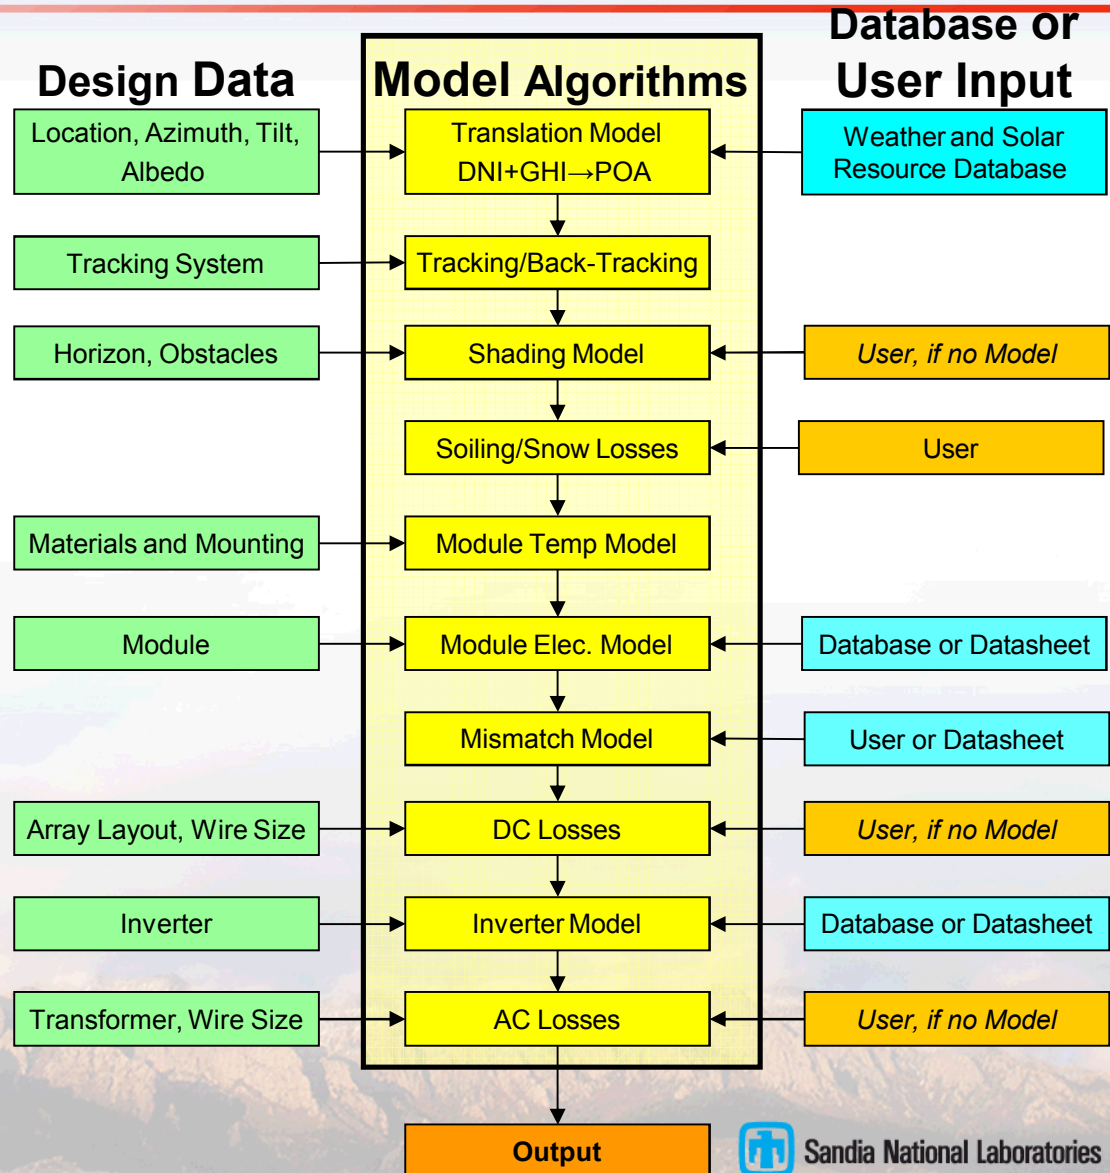 Design Data
Model Algorithms
Database or
User Input
Location, Azimuth, Tilt,
Albedo
Translation Model
DNI+GHI→POA
Weather and Solar
Resource Database
Tracking System
Tracking/Back-Tracking
Horizon, Obstacles
Shading Model
User, if no Model
Soiling/Snow Losses
User
Materials and Mounting
Module Temp Model
Module
Module Elec. Model
Database or Datasheet
Mismatch Model
User or Datasheet
Array Layout, Wire Size
DC Losses
User, if no Model
Inverter
Inverter Model
Database or Datasheet
Transformer, Wire Size
AC Losses
User, if no Model
Output
Sandia National Laboratories